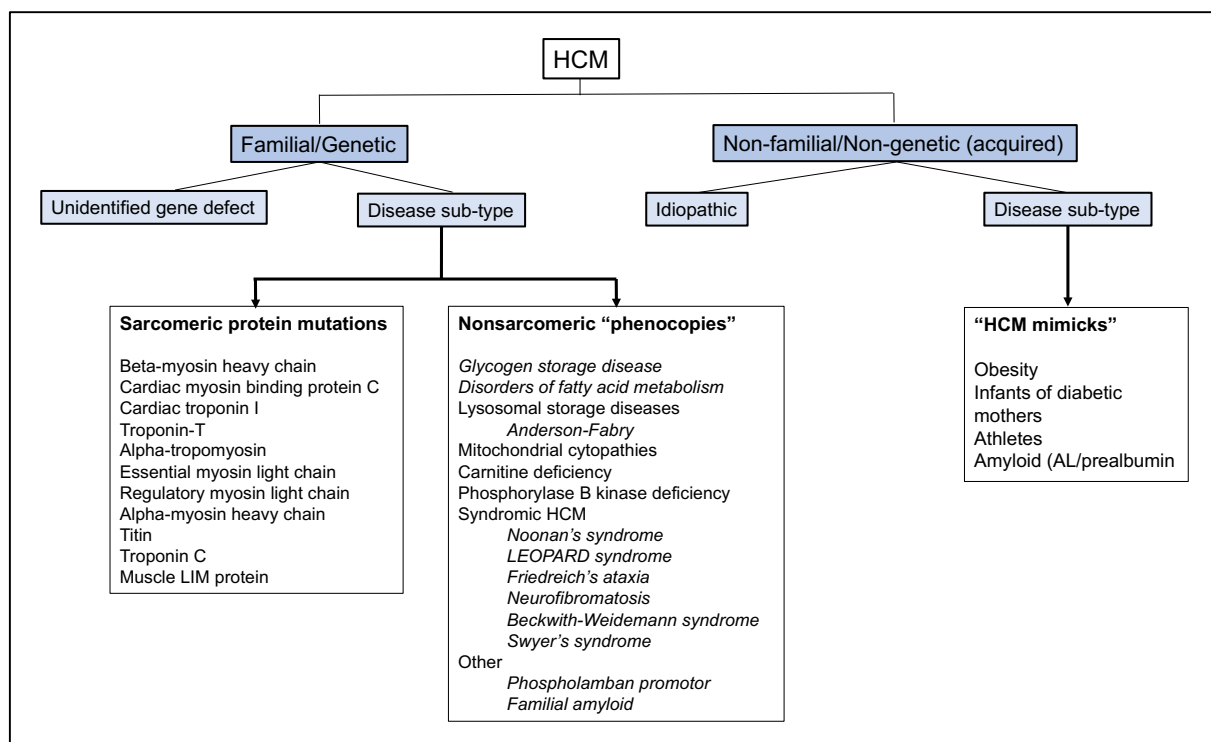 HCM
Familial/Genetic
Non-familial/Non-genetic (acquired)
Unidentified gene defect
Disease sub-type
Idiopathic
Disease sub-type
Sarcomeric protein mutations
Beta-myosin heavy chain
Cardiac myosin binding protein C
Cardiac troponin I
Troponin-T
Alpha-tropomyosin
Essential myosin light chain
Regulatory myosin light chain
Alpha-myosin heavy chain
Titin
Troponin C
Muscle LIM protein
Nonsarcomeric “phenocopies”
Glycogen storage disease
Disorders of fatty acid metabolism
Lysosomal storage diseases
Anderson-Fabry
Mitochondrial cytopathies
Carnitine deficiency
Phosphorylase B kinase deficiency
Syndromic HCM
Noonan’s syndrome
LEOPARD syndrome
Friedreich’s ataxia
Neurofibromatosis
Beckwith-Weidemann syndrome
Swyer’s syndrome
Other
Phospholamban promotor
Familial amyloid
“HCM mimicks”
Obesity
Infants of diabetic
mothers
Athletes
Amyloid (AL/prealbumin